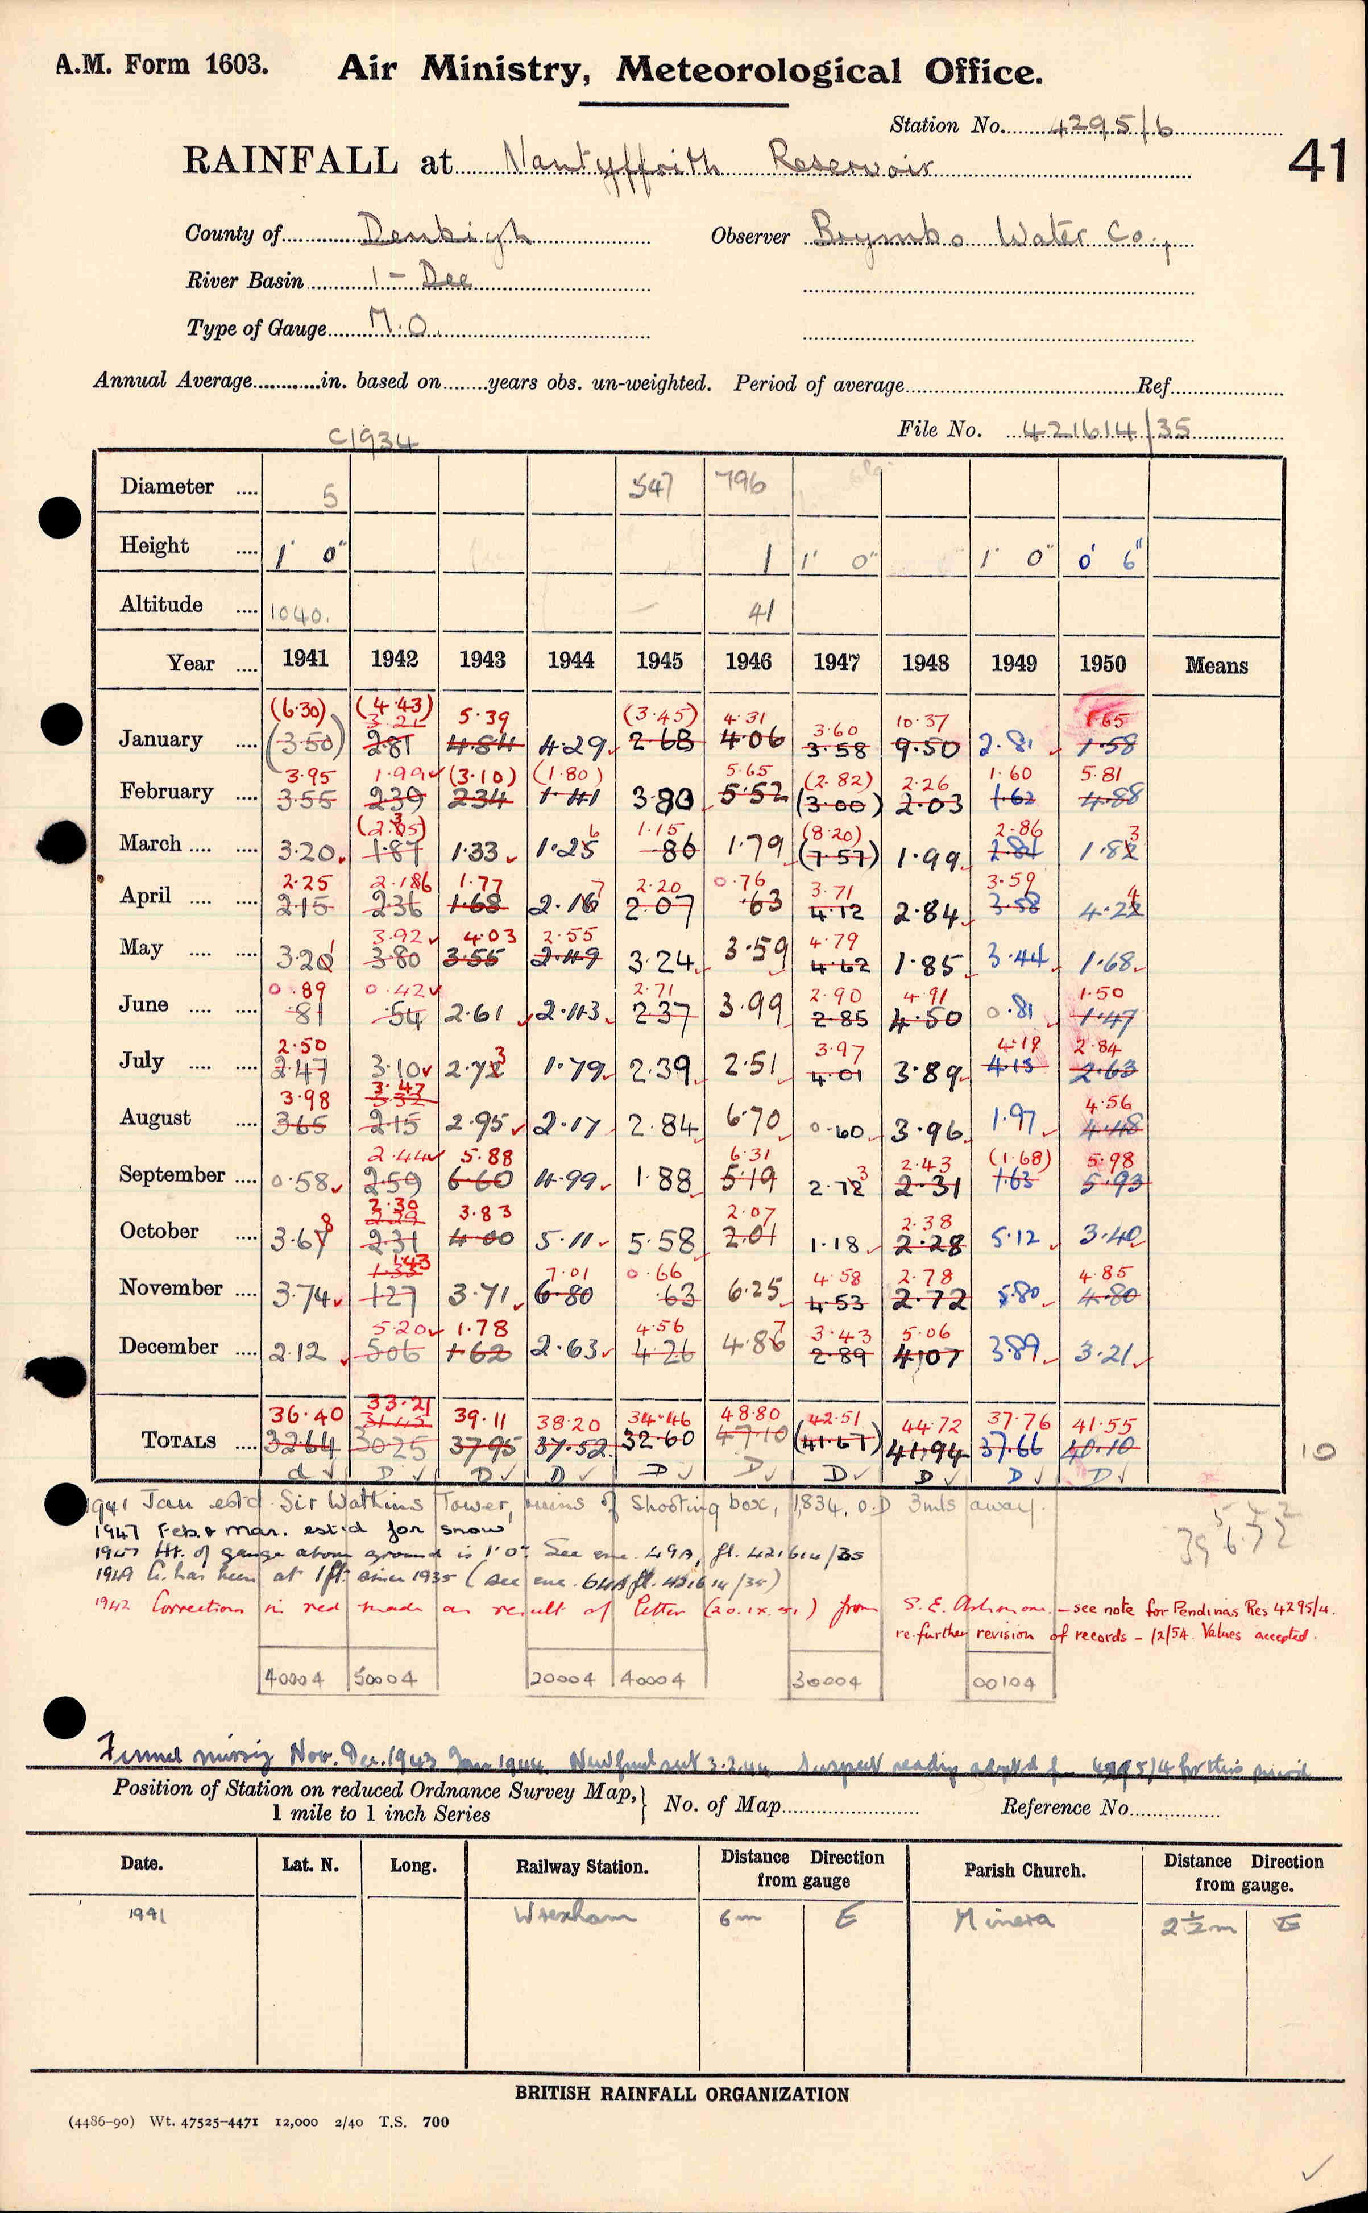 A.M. Form 1603. Air Ministry, Meteorological Office.
Station No. 4295/6
RAINFALL at Nantyffrith Reservoir 41
County of Denbigh Observer Brymbo Water Co.,
River Basin 1 - Dee
Type of Gauge M.O.
Annual Average............in. based on........years obs. un-weighted. Period of average............Ref............
File No. 421614/35
C1934
Diameter .... 5 547 796
Height .... 1' 0" 1 1' 0" 1' 0" 0' 6"
Altitude .... 1040. 41
Year .... 1941 1942 1943 1944 1945 1946 1947 1948 1949 1950 Means
(6.30) (4.43) 3.21 5.39 (3.45) 4.31 3.60 10.37 1.65
January .... (3.50) 2.81 4.84 4.29 2.68 4.06 3.58 9.50 2.81 1.58
3.95 1.99 (3.10) (1.80) 5.65 (2.82) 2.26 1.60 5.81
February .... 3.55 2.39 2.34 1.41 3.80 5.52 (3.00) 2.03 1.62 4.88
1.15 (8.20) 2.86
March .... .... 3.20 1.87 1.33 1.25 6 .86 1.79 (7.57) 1.99 2.84 1.82 3
2.25 2.186 1.77 2.20 0.76 3.71 3.59
April .... .... 2.15 2.36 1.68 2.16 7 2.07 .63 4.12 2.84 3.58 4.22 4
3.92 4.03 2.55 4.79
May .... .... 3.20 1 3.80 3.55 2.49 3.24 3.59 4.62 1.85 3.44 1.68
0.89 0.42 2.71 2.90 4.91 1.50
June .... .... .81 .54 2.61 2.43 2.37 3.99 2.85 4.50 0.81 1.47
2.50 3.97 4.19 2.84
July .... .... 2.47 3.10 2.72 3 1.79 2.39 2.51 4.01 3.89 4.15 2.63
3.98 3.47 3.52 4.56
August .... 3.65 2.15 2.95 2.17 2.84 6.70 0.60 3.96 1.97 4.48
2.44 5.88 6.31 2.43 (1.68) 5.98
September .... 0.58 2.59 6.60 4.99 1.88 5.19 2.72 3 2.31 1.63 5.93
2.30 2.29 3.83 2.07 2.38
October .... 3.67 8 2.31 4.00 5.11 5.58 2.01 1.18 2.28 5.12 3.40
1.43 1.33 7.01 0.66 4.58 2.78 4.85
November .... 3.74 1.27 3.71 6.80 .63 6.25 4.53 2.72 5.80 4.80
5.20 1.78 4.56 3.43 5.06
December .... 2.12 5.06 1.62 2.63 4.26 4.86 7 2.89 4.07 3.89 3.21
36.40 33.21 31.43 39.11 38.20 34.46 48.80 42.51 44.72 37.76 41.55
TOTALS .... 32.64 30.25 37.95 37.52 32.60 47.10 (41.67) 41.94 37.66 40.10 10
d ✓ D ✓ D ✓ D ✓ D ✓ D ✓ D ✓ D ✓ D ✓ D ✓
1941 Jan estd. Sir Watkins Tower, ruins of shooting box, 1834, O.D 3mls away.
1947 Feb. & Mar. est'd for snow
1947 Ht. of gauge above ground is 1'0". See enc. 49A, fl. 421614/35
1949 G. has been at 1ft. since 1935 (see enc. 64A fl. 421614/35)
1942 Corrections in red made as result of letter (20.ix.51) from S.E. Ashmore. - see note for Pendinas Res 4295/4.
re. further revision of records - 12/54. Values accepted.
40004 50004 20004 40004 30004 00104
Funnel missing Nov. Dec. 1943 Jan 1944. New funnel set 3.2.44 Suspect reading adopted fm 4295/4 for this period
Position of Station on reduced Ordnance Survey Map, 1 mile to 1 inch Series } No. of Map............ Reference No............
Date. Lat. N. Long. Railway Station. Distance Direction from gauge Parish Church. Distance Direction from gauge.
1941 Wrexham 6m E Minera 2½m E
BRITISH RAINFALL ORGANIZATION
(4486-90) Wt. 47525-4471 12,000 2/40 T.S. 700